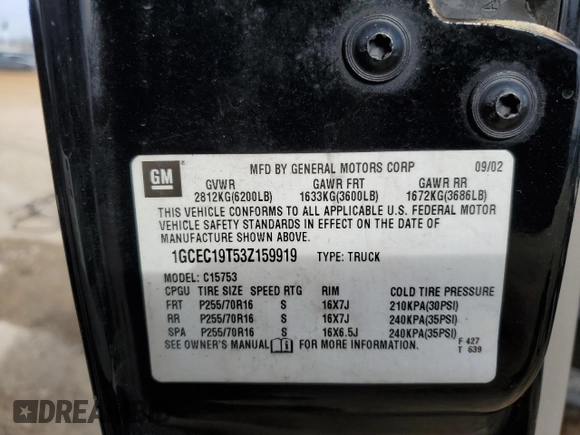 GM
MFD BY GENERAL MOTORS CORP 09/02
GVWR GAWR FRT GAWR RR
2812KG(6200LB) 1633KG(3600LB) 1672KG(3686LB)
THIS VEHICLE CONFORMS TO ALL APPLICABLE U.S. FEDERAL MOTOR
VEHICLE SAFETY STANDARDS IN EFFECT ON THE DATE OF
MANUFACTURE SHOWN ABOVE.
1GCEC19T53Z159919 TYPE: TRUCK
MODEL: C15753
CPGU TIRE SIZE SPEED RTG RIM COLD TIRE PRESSURE
FRT P255/70R16 S 16X7J 210KPA(30PSI)
RR P255/70R16 S 16X7J 240KPA(35PSI)
SPA P255/70R16 S 16X6.5J 240KPA(35PSI)
SEE OWNER'S MANUAL FOR MORE INFORMATION. F 427
T 639